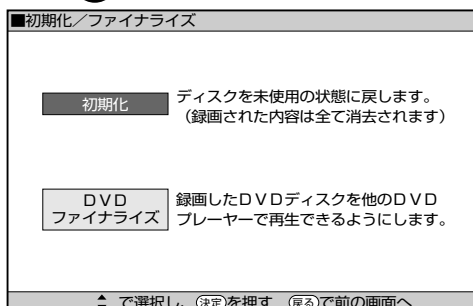 ■初期化／ファイナライズ
初期化
ディスクを未使用の状態に戻します。
（録画された内容は全て消去されます）
ＤＶＤ
ファイナライズ
録画したＤＶＤディスクを他のＤＶＤ
プレーヤーで再生できるようにします。
で選択し、決定を押す 戻るで前の画面へ